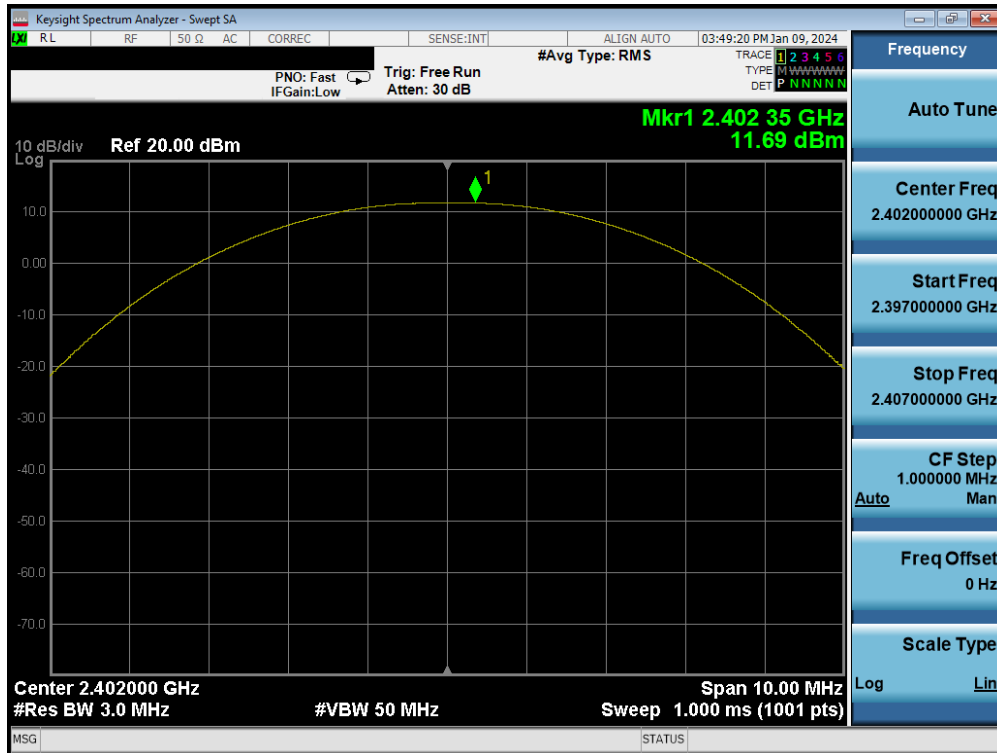 Keysight Spectrum Analyzer - Swept SA
LXI RL RF 50 Ω AC CORREC SENSE:INT ALIGN AUTO 03:49:20 PM Jan 09, 2024
#Avg Type: RMS
TRACE 1 2 3 4 5 6
PNO: Fast Trig: Free Run
TYPE M WWWWW
IFGain:Low Atten: 30 dB
DET P N N N N N
Mkr1 2.402 35 GHz
11.69 dBm
10 dB/div Ref 20.00 dBm
Log
1
10.0
0.00
-10.0
-20.0
-30.0
-40.0
-50.0
-60.0
-70.0
Center 2.402000 GHz Span 10.00 MHz
#Res BW 3.0 MHz #VBW 50 MHz Sweep 1.000 ms (1001 pts)
MSG STATUS
Frequency
Auto Tune
Center Freq
2.402000000 GHz
Start Freq
2.397000000 GHz
Stop Freq
2.407000000 GHz
CF Step
1.000000 MHz
Auto Man
Freq Offset
0 Hz
Scale Type
Log Lin